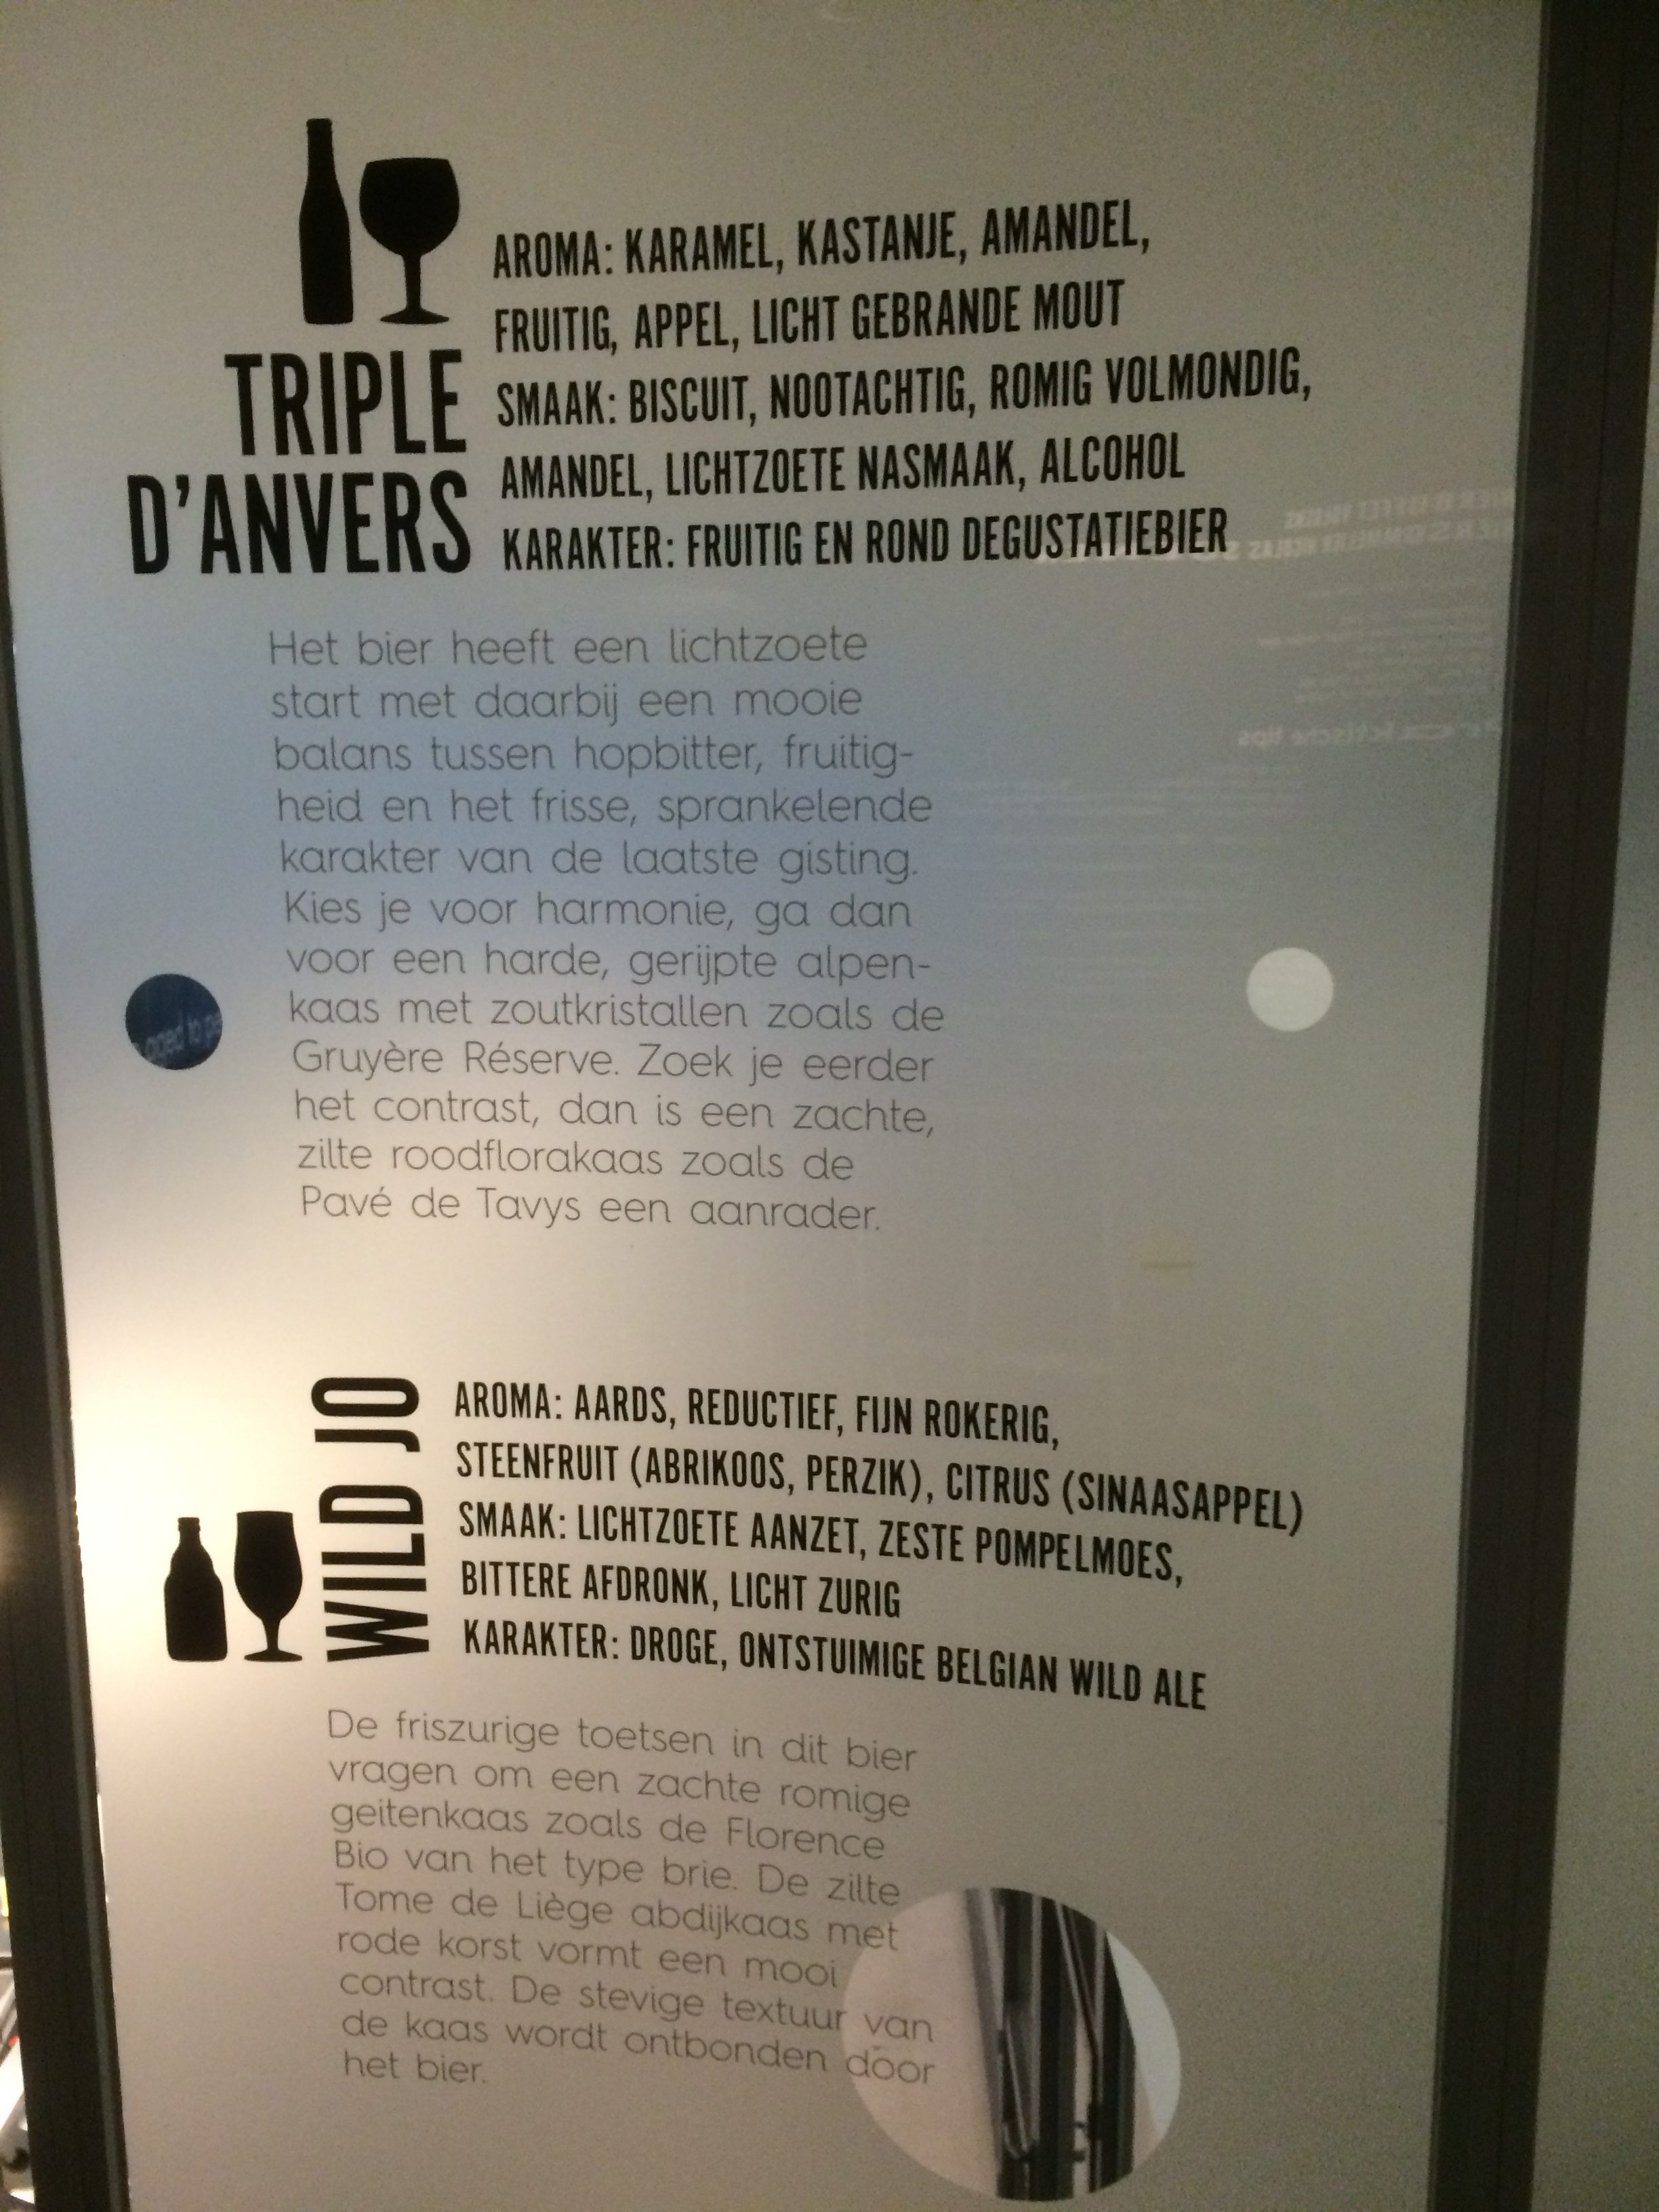 TRIPLE
D'ANVERS
AROMA: KARAMEL, KASTANJE, AMANDEL,
FRUITIG, APPEL, LICHT GEBRANDE MOUT
SMAAK: BISCUIT, NOOTACHTIG, ROMIG VOLMONDIG,
AMANDEL, LICHTZOETE NASMAAK, ALCOHOL
KARAKTER: FRUITIG EN ROND DEGUSTATIEBIER
Het bier heeft een lichtzoete
start met daarbij een mooie
balans tussen hopbitter, fruitig-
heid en het frisse, sprankelende
karakter van de laatste gisting.
Kies je voor harmonie, ga dan
voor een harde, gerijpte alpen-
kaas met zoutkristallen zoals de
Gruyère Réserve. Zoek je eerder
het contrast, dan is een zachte,
zilte roodflorakaas zoals de
Pavé de Tavys een aanrader.
WILD JO
AROMA: AARDS, REDUCTIEF, FIJN ROKERIG,
STEENFRUIT (ABRIKOOS, PERZIK), CITRUS (SINAASAPPEL)
SMAAK: LICHTZOETE AANZET, ZESTE POMPELMOES,
BITTERE AFDRONK, LICHT ZURIG
KARAKTER: DROGE, ONTSTUIMIGE BELGIAN WILD ALE
De friszurige toetsen in dit bier
vragen om een zachte romige
geitenkaas zoals de Florence
Bio van het type brie. De zilte
Tome de Liège abdijkaas met
rode korst vormt een mooi
contrast. De stevige textuur van
de kaas wordt ontbonden door
het bier.